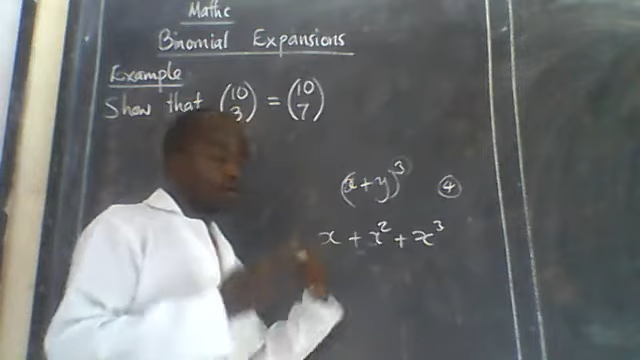 Maths
Binomial Expansions
Example
Show that (10 3) = (10 7)
(x + y)³ ④
x + x² + x³